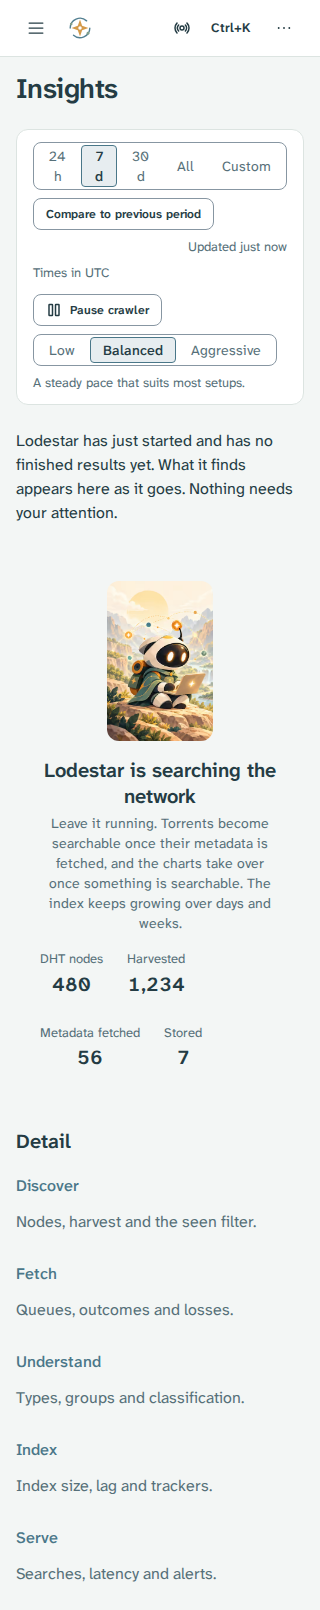 Ctrl+K
Insights
24 h 7 d 30 d All Custom
Compare to previous period
Updated just now
Times in UTC
Pause crawler
Low Balanced Aggressive
A steady pace that suits most setups.
Lodestar has just started and has no
finished results yet. What it finds
appears here as it goes. Nothing needs
your attention.
Lodestar is searching the
network
Leave it running. Torrents become
searchable once their metadata is
fetched, and the charts take over
once something is searchable. The
index keeps growing over days and
weeks.
DHT nodes Harvested
480 1,234
Metadata fetched Stored
56 7
Detail
Discover
Nodes, harvest and the seen filter.
Fetch
Queues, outcomes and losses.
Understand
Types, groups and classification.
Index
Index size, lag and trackers.
Serve
Searches, latency and alerts.